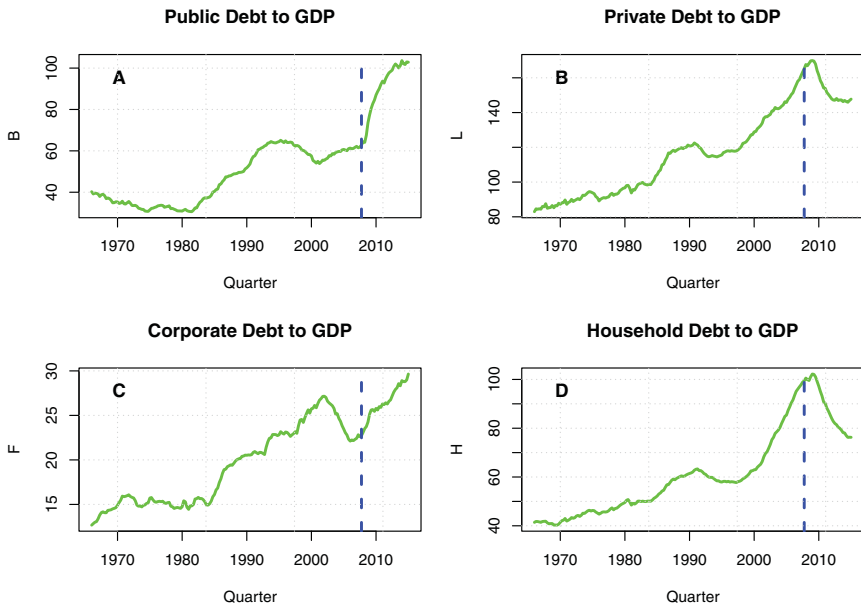 Public Debt to GDP
A
B
40 60 80 100
1970 1980 1990 2000 2010
Quarter
Private Debt to GDP
B
L
80 100 140
1970 1980 1990 2000 2010
Quarter
Corporate Debt to GDP
C
F
15 20 25 30
1970 1980 1990 2000 2010
Quarter
Household Debt to GDP
D
H
40 60 80 100
1970 1980 1990 2000 2010
Quarter